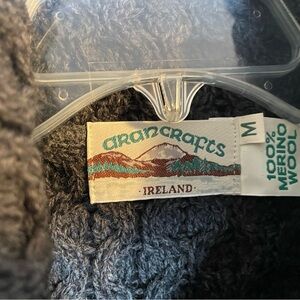 arancrafts
·IRELAND·
M
100%
MERINO
WOOL